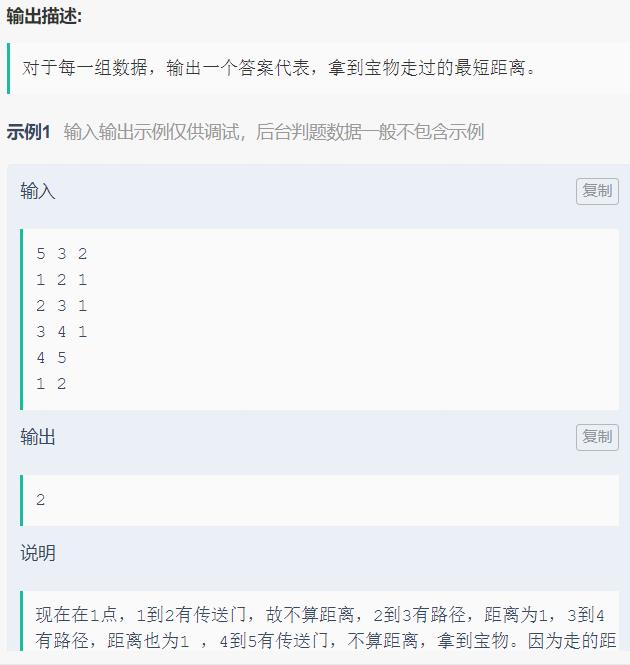 输出描述:
对于每一组数据，输出一个答案代表，拿到宝物走过的最短距离。
示例1 输入输出示例仅供调试，后台判题数据一般不包含示例
输入
复制
5 3 2
1 2 1
2 3 1
3 4 1
4 5
1 2
输出
复制
2
说明
现在在1点，1到2有传送门，故不算距离，2到3有路径，距离为1，3到4
有路径，距离也为1 ，4到5有传送门，不算距离，拿到宝物。因为走的距